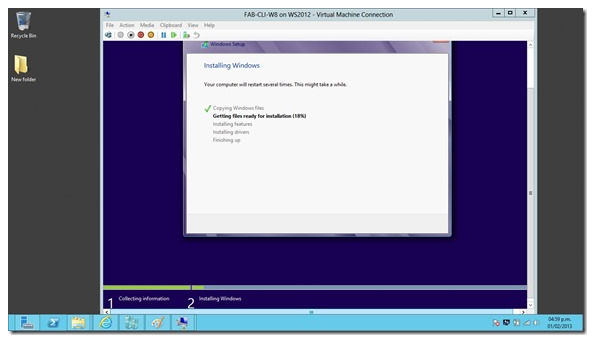 FAB-CLI-W8 on WS2012 - Virtual Machine Connection
Recycle Bin
New folder
File Action Media Clipboard View Help
Windows Setup
Installing Windows
Your computer will restart several times. This might take a while.
Copying Windows files
Getting files ready for installation (18%)
Installing features
Installing drivers
Finishing up
1 Collecting information
2 Installing Windows
04:59 p.m.
01/02/2013